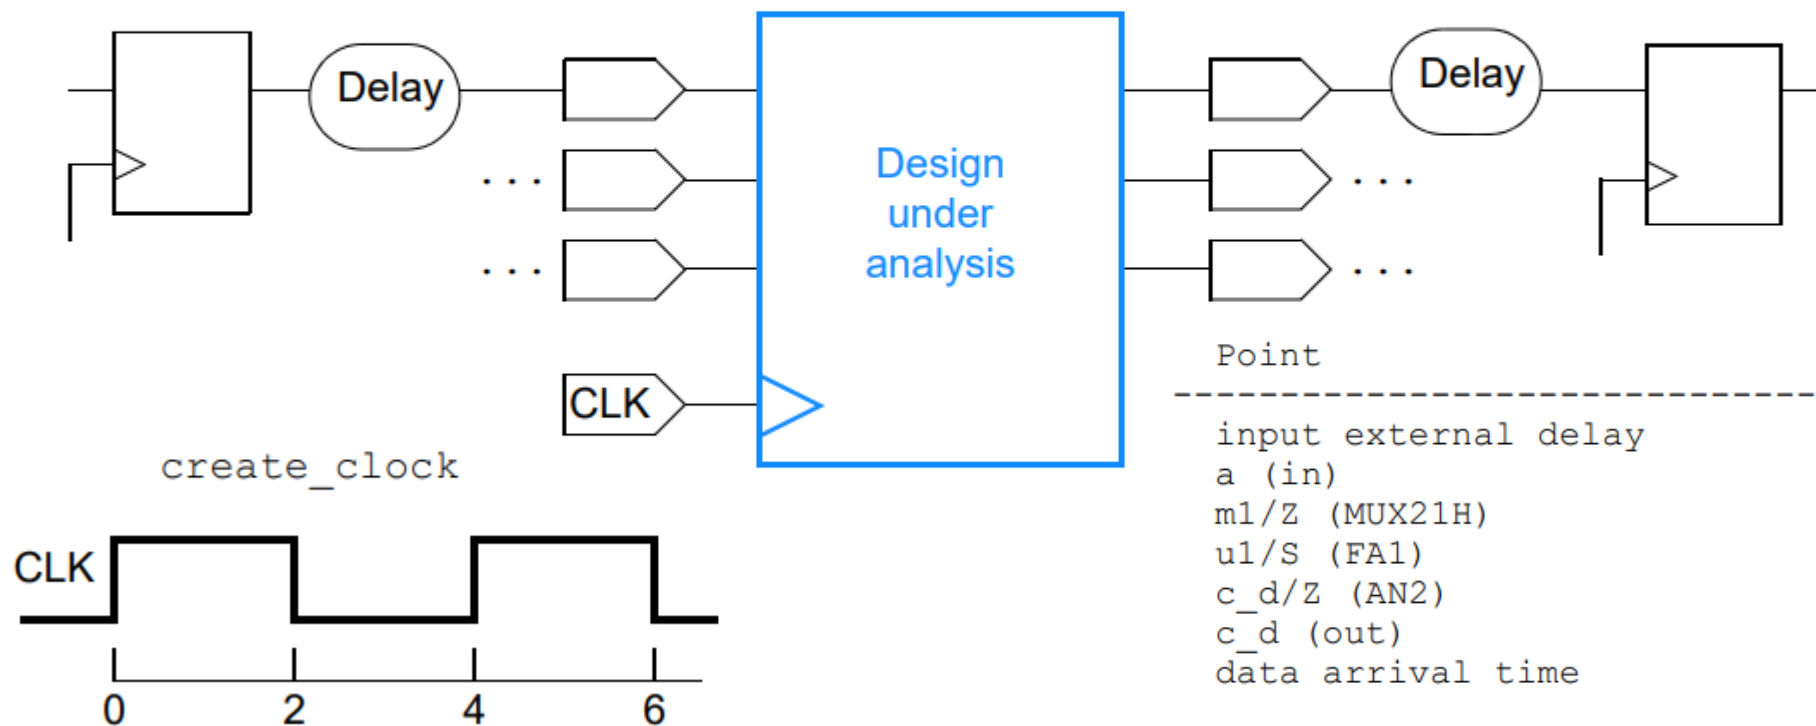 Delay
Delay
...
...
...
...
Design
under
analysis
CLK
create_clock
CLK
0 2 4 6
Point
------------------------------
input external delay
a (in)
m1/Z (MUX21H)
u1/S (FA1)
c_d/Z (AN2)
c_d (out)
data arrival time